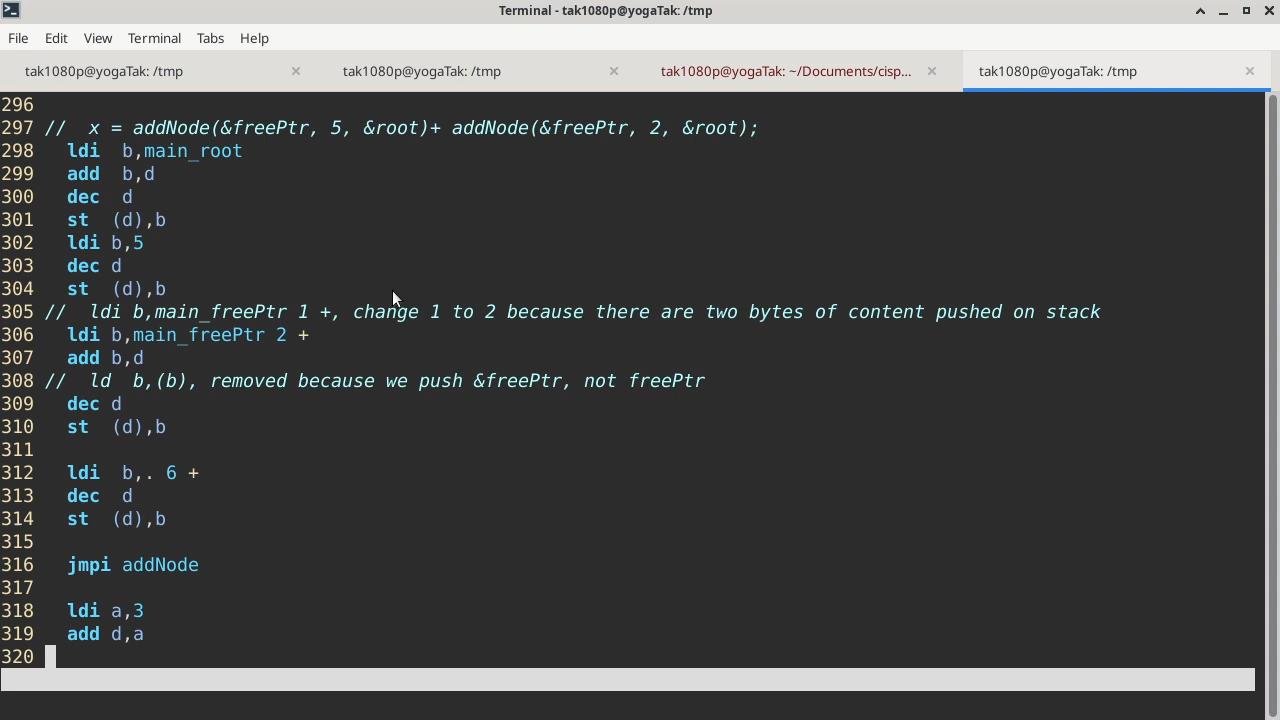 Terminal - tak1080p@yogaTak: /tmp
File Edit View Terminal Tabs Help
tak1080p@yogaTak: /tmp tak1080p@yogaTak: /tmp tak1080p@yogaTak: ~/Documents/cisp... tak1080p@yogaTak: /tmp
296
297 //  x = addNode(&freePtr, 5, &root)+ addNode(&freePtr, 2, &root);
298   ldi  b,main_root
299   add  b,d
300   dec  d
301   st  (d),b
302   ldi b,5
303   dec d
304   st  (d),b
305 //  ldi b,main_freePtr 1 +, change 1 to 2 because there are two bytes of content pushed on stack
306   ldi b,main_freePtr 2 +
307   add b,d
308 //  ld  b,(b), removed because we push &freePtr, not freePtr
309   dec d
310   st  (d),b
311
312   ldi  b,. 6 +
313   dec  d
314   st  (d),b
315
316   jmpi addNode
317
318   ldi a,3
319   add d,a
320